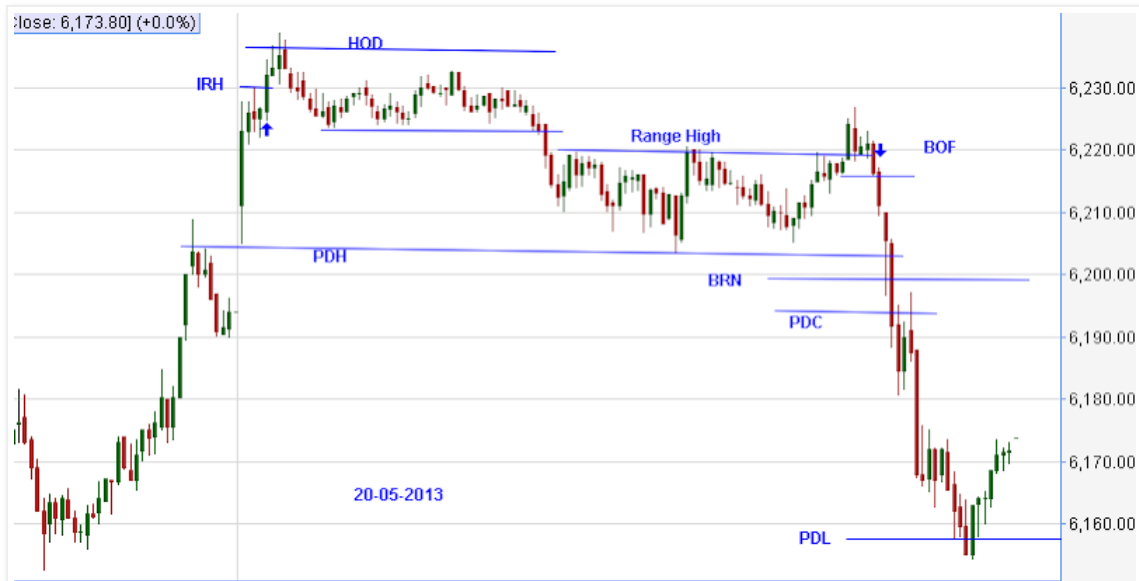 Close: 6,173.80] (+0.0%)
HOD
IRH
6,230.00
Range High
BOF
6,220.00
6,210.00
PDH
6,200.00
BRN
PDC
6,190.00
6,180.00
6,170.00
20-05-2013
6,160.00
PDL